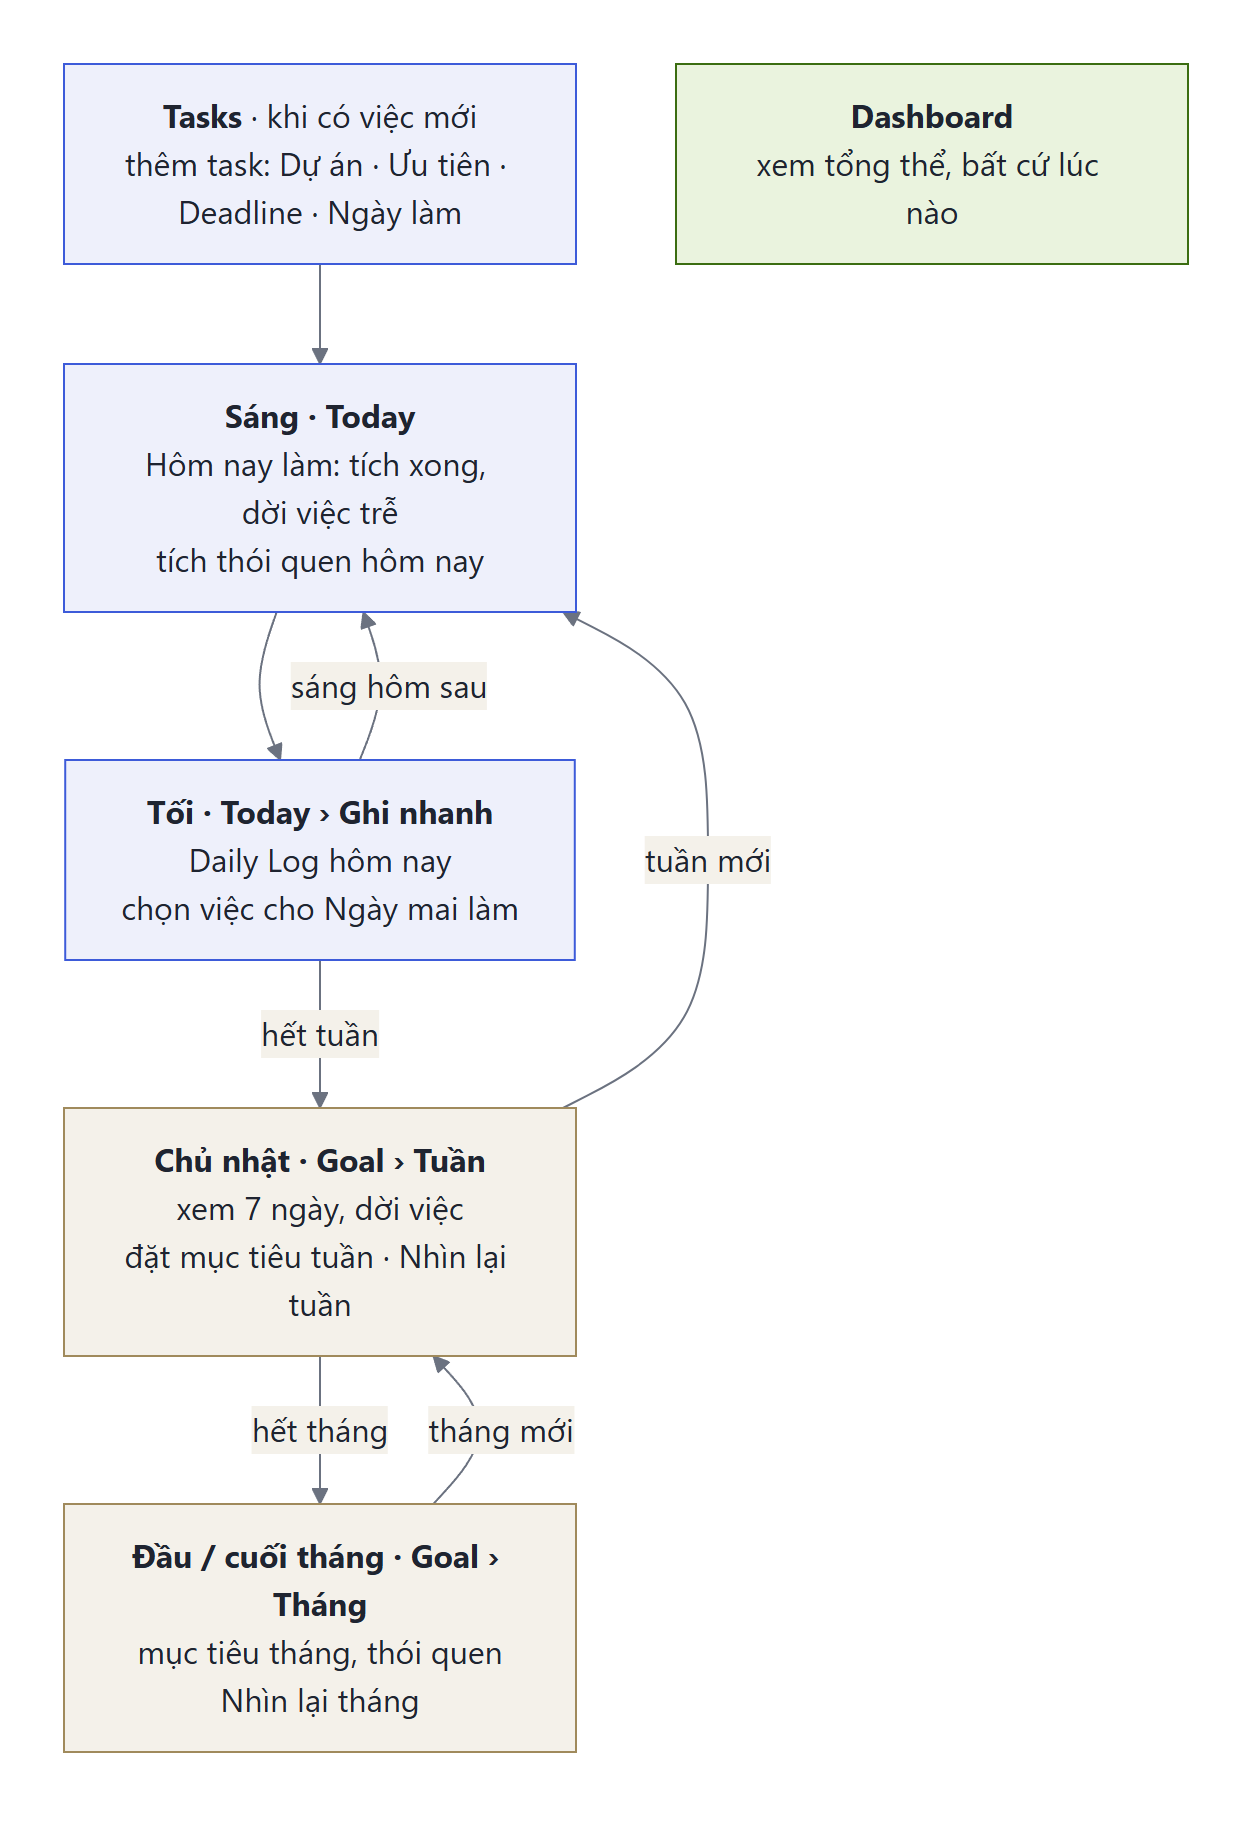 Tasks · khi có việc mới
thêm task: Dự án · Ưu tiên ·
Deadline · Ngày làm
Dashboard
xem tổng thể, bất cứ lúc
nào
Sáng · Today
Hôm nay làm: tích xong,
dời việc trễ
tích thói quen hôm nay
sáng hôm sau
Tối · Today › Ghi nhanh
Daily Log hôm nay
chọn việc cho Ngày mai làm
tuần mới
hết tuần
Chủ nhật · Goal › Tuần
xem 7 ngày, dời việc
đặt mục tiêu tuần · Nhìn lại
tuần
hết tháng
tháng mới
Đầu / cuối tháng · Goal ›
Tháng
mục tiêu tháng, thói quen
Nhìn lại tháng